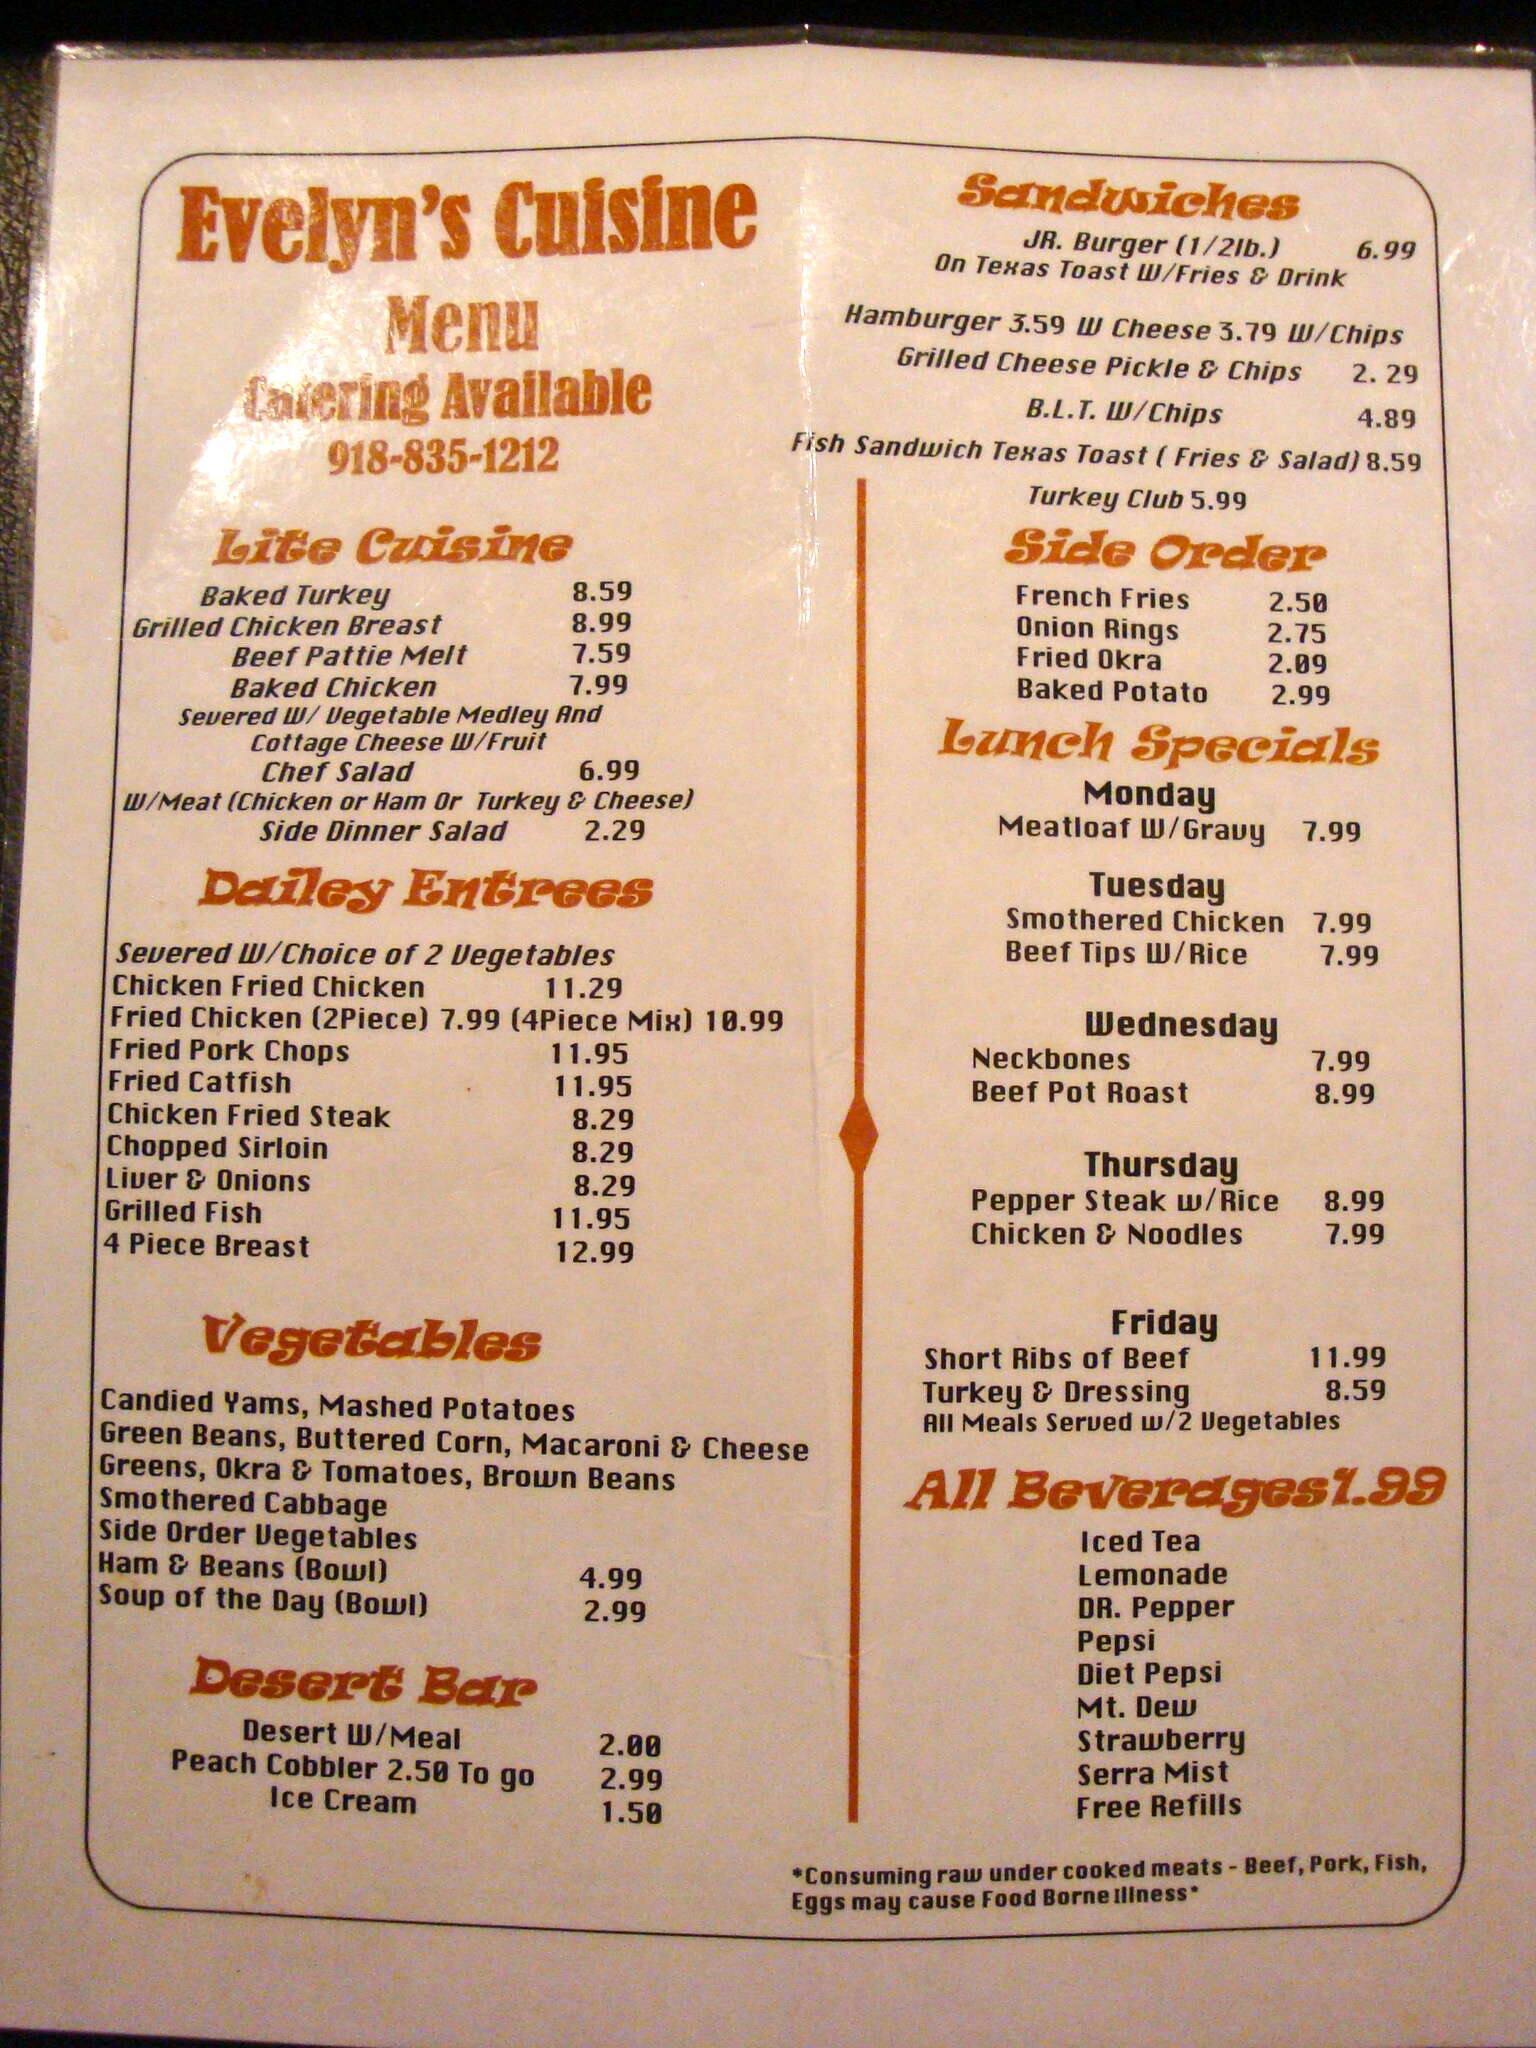 Evelyn's Cuisine
Menu
Catering Available
918-835-1212
Lite Cuisine
Baked Turkey 8.59
Grilled Chicken Breast 8.99
Beef Pattie Melt 7.59
Baked Chicken 7.99
Severed W/ Vegetable Medley And
Cottage Cheese W/Fruit
Chef Salad 6.99
W/Meat (Chicken or Ham Or Turkey & Cheese)
Side Dinner Salad 2.29
Dailey Entrees
Severed W/Choice of 2 Vegetables
Chicken Fried Chicken 11.29
Fried Chicken (2Piece) 7.99 (4Piece Mix) 10.99
Fried Pork Chops 11.95
Fried Catfish 11.95
Chicken Fried Steak 8.29
Chopped Sirloin 8.29
Liver & Onions 8.29
Grilled Fish 11.95
4 Piece Breast 12.99
Vegetables
Candied Yams, Mashed Potatoes
Green Beans, Buttered Corn, Macaroni & Cheese
Greens, Okra & Tomatoes, Brown Beans
Smothered Cabbage
Side Order Vegetables
Ham & Beans (Bowl) 4.99
Soup of the Day (Bowl) 2.99
Desert Bar
Desert W/Meal 2.00
Peach Cobbler 2.50 To go 2.99
Ice Cream 1.50
Sandwiches
JR. Burger (1/2lb.) 6.99
On Texas Toast W/Fries & Drink
Hamburger 3.59 W Cheese 3.79 W/Chips
Grilled Cheese Pickle & Chips 2. 29
B.L.T. W/Chips 4.89
Fish Sandwich Texas Toast ( Fries & Salad) 8.59
Turkey Club 5.99
Side Order
French Fries 2.50
Onion Rings 2.75
Fried Okra 2.09
Baked Potato 2.99
Lunch Specials
Monday
Meatloaf W/Gravy 7.99
Tuesday
Smothered Chicken 7.99
Beef Tips W/Rice 7.99
Wednesday
Neckbones 7.99
Beef Pot Roast 8.99
Thursday
Pepper Steak w/Rice 8.99
Chicken & Noodles 7.99
Friday
Short Ribs of Beef 11.99
Turkey & Dressing 8.59
All Meals Served w/2 Vegetables
All Beverages 1.99
Iced Tea
Lemonade
DR. Pepper
Pepsi
Diet Pepsi
Mt. Dew
Strawberry
Serra Mist
Free Refills
*Consuming raw under cooked meats - Beef, Pork, Fish,
Eggs may cause Food Borne Illness*